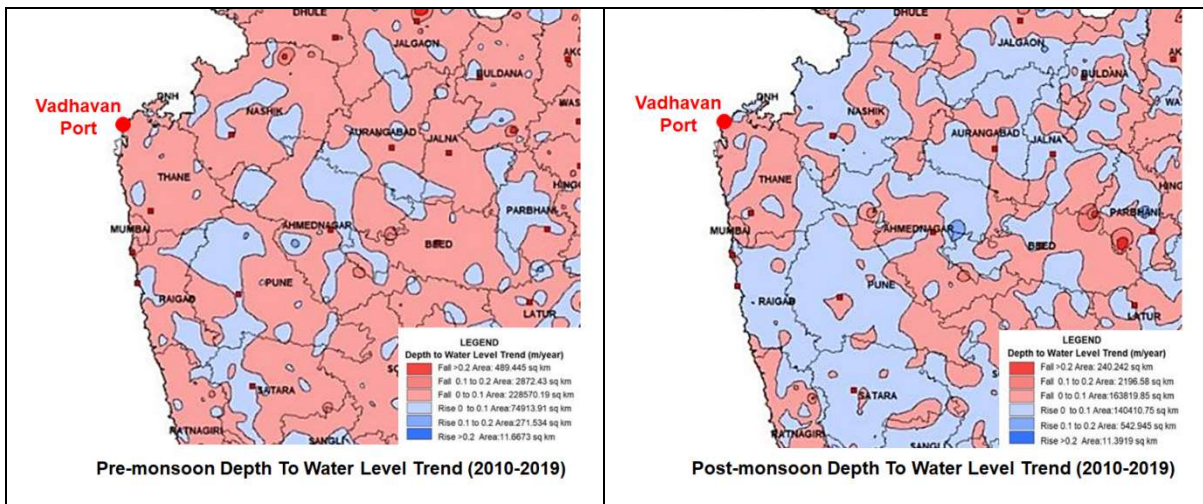 DHULE
JALGAON
AKO
BULDANA
DNH
NASHIK
WAS
Vadhavan
Port
AURANGABAD
JALNA
THANE
HINGO
PARBHANI
AHMEDNAGAR
MUMBAI
BEED
PUNE
RAIGAD
LATUR
SATARA
RATNAGIRI
SANGLI
LEGEND
Depth to Water Level Trend (m/year)
Fall >0.2 Area: 489.445 sq km
Fall 0.1 to 0.2 Area: 2872.43 sq km
Fall 0 to 0.1 Area: 228570.19 sq km
Rise 0 to 0.1 Area:74913.91 sq km
Rise 0.1 to 0.2 Area:271.534 sq km
Rise >0.2 Area:11.6673 sq km
Pre-monsoon Depth To Water Level Trend (2010-2019)
DHULE
JALGAON
AKO
BULDANA
DNH
NASHIK
WAS
Vadhavan
Port
AURANGABAD
JALNA
THANE
HING
PARBHANI
AHMEDNAGAR
MUMBAI
BEED
PUNE
RAIGAD
LATUR
SATARA
RATNAGIRI
SANGLI
LEGEND
Depth to Water Level Trend (m/year)
Fall >0.2 Area: 240.242 sq km
Fall 0.1 to 0.2 Area: 2196.58 sq km
Fall 0 to 0.1 Area:163819.85 sq km
Rise 0 to 0.1 Area:140410.75 sq km
Rise 0.1 to 0.2 Area: 542.945 sq km
Rise >0.2 Area:11.3919 sq km
Post-monsoon Depth To Water Level Trend (2010-2019)